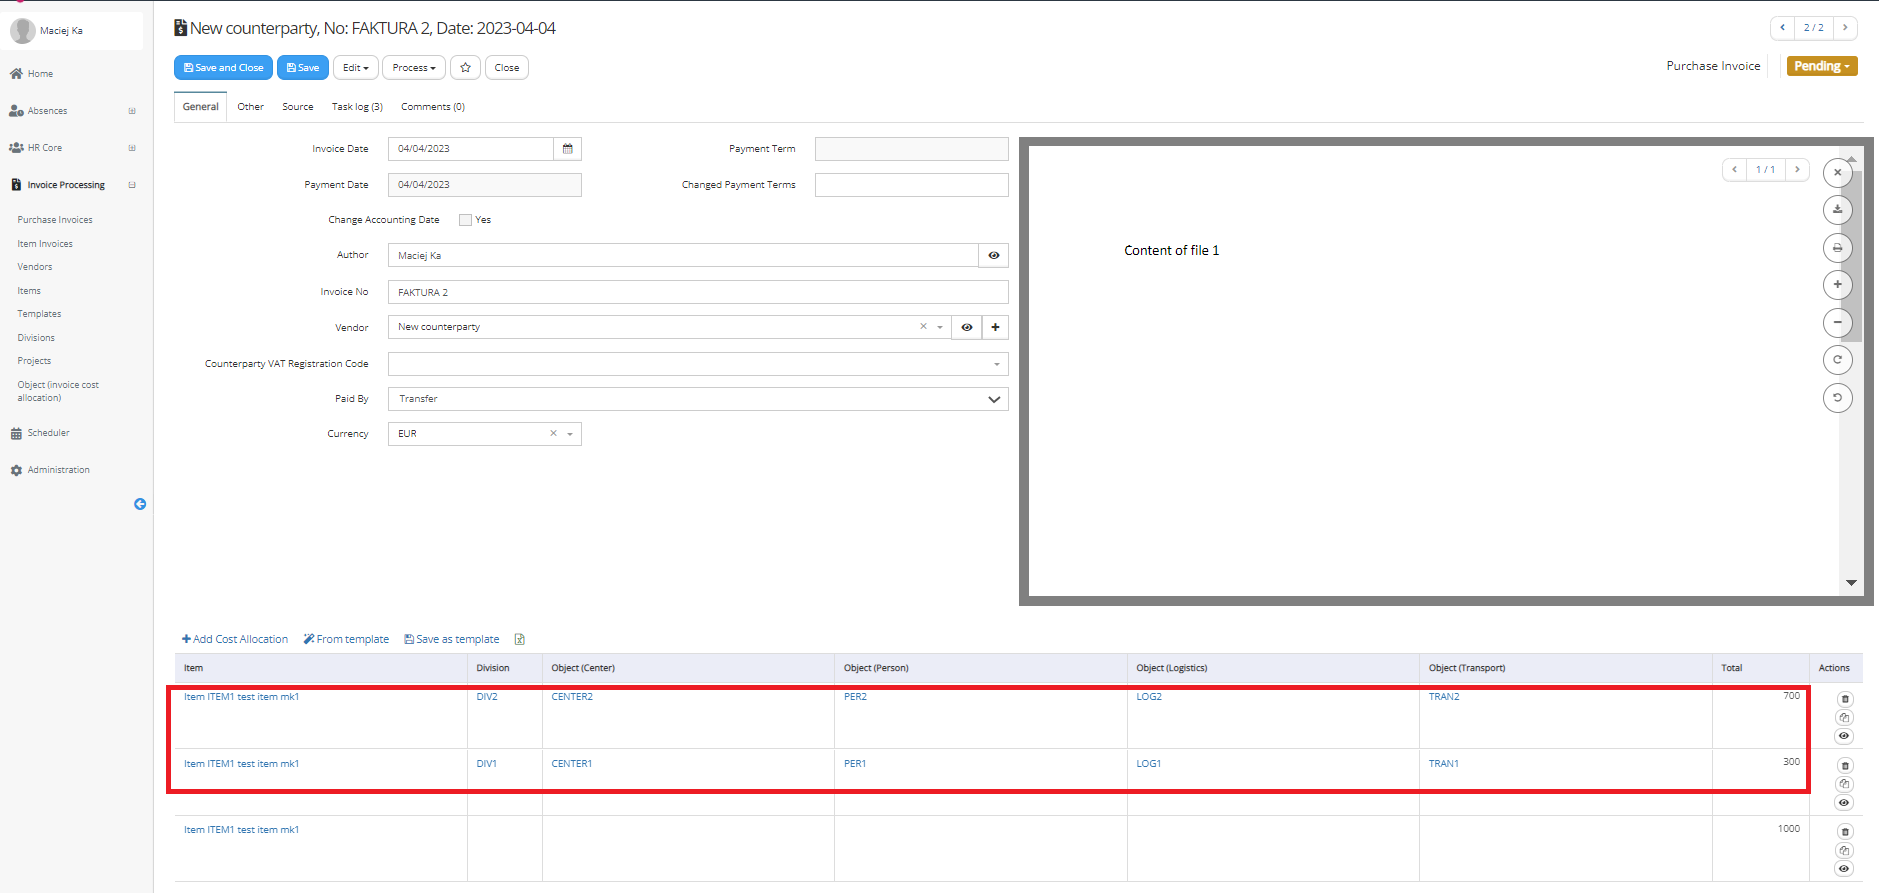 Maciej Ka
Home
Absences
HR Core
Invoice Processing
Purchase Invoices
Item Invoices
Vendors
Items
Templates
Divisions
Projects
Object (invoice cost
allocation)
Scheduler
Administration
New counterparty, No: FAKTURA 2, Date: 2023-04-04
2 / 2
Save and Close Save Edit Process Close
Purchase Invoice Pending
General Other Source Task log (3) Comments (0)
Invoice Date 04/04/2023 Payment Term
Payment Date 04/04/2023 Changed Payment Terms
Change Accounting Date Yes
Author Maciej Ka
Invoice No FAKTURA 2
Vendor New counterparty
Counterparty VAT Registration Code
Paid By Transfer
Currency EUR
1 / 1
Content of file 1
Add Cost Allocation From template Save as template
Item Division Object (Center) Object (Person) Object (Logistics) Object (Transport) Total Actions
Item ITEM1 test item mk1 DIV2 CENTER2 PER2 LOG2 TRAN2 700
Item ITEM1 test item mk1 DIV1 CENTER1 PER1 LOG1 TRAN1 300
Item ITEM1 test item mk1 1000